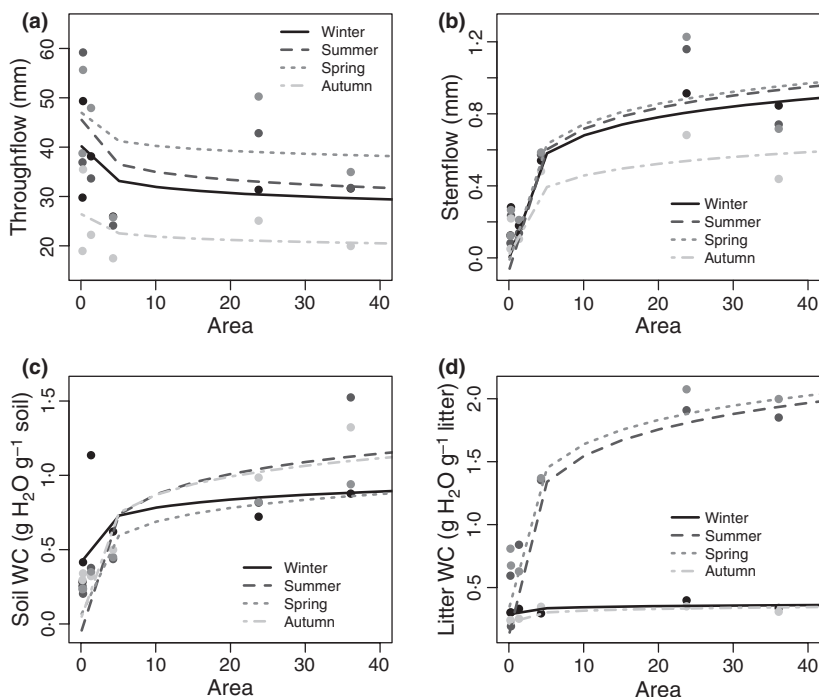 (a)
Throughflow (mm)
60
50
40
30
20
Winter
Summer
Spring
Autumn
0 10 20 30 40
Area
(b)
Stemflow (mm)
1·2
0·8
0·4
0·0
Winter
Summer
Spring
Autumn
0 10 20 30 40
Area
(c)
Soil WC (g H₂O g⁻¹ soil)
1·5
1·0
0·5
0·0
Winter
Summer
Spring
Autumn
0 10 20 30 40
Area
(d)
Litter WC (g H₂O g⁻¹ litter)
2·0
1·5
1·0
0·5
Winter
Summer
Spring
Autumn
0 10 20 30 40
Area